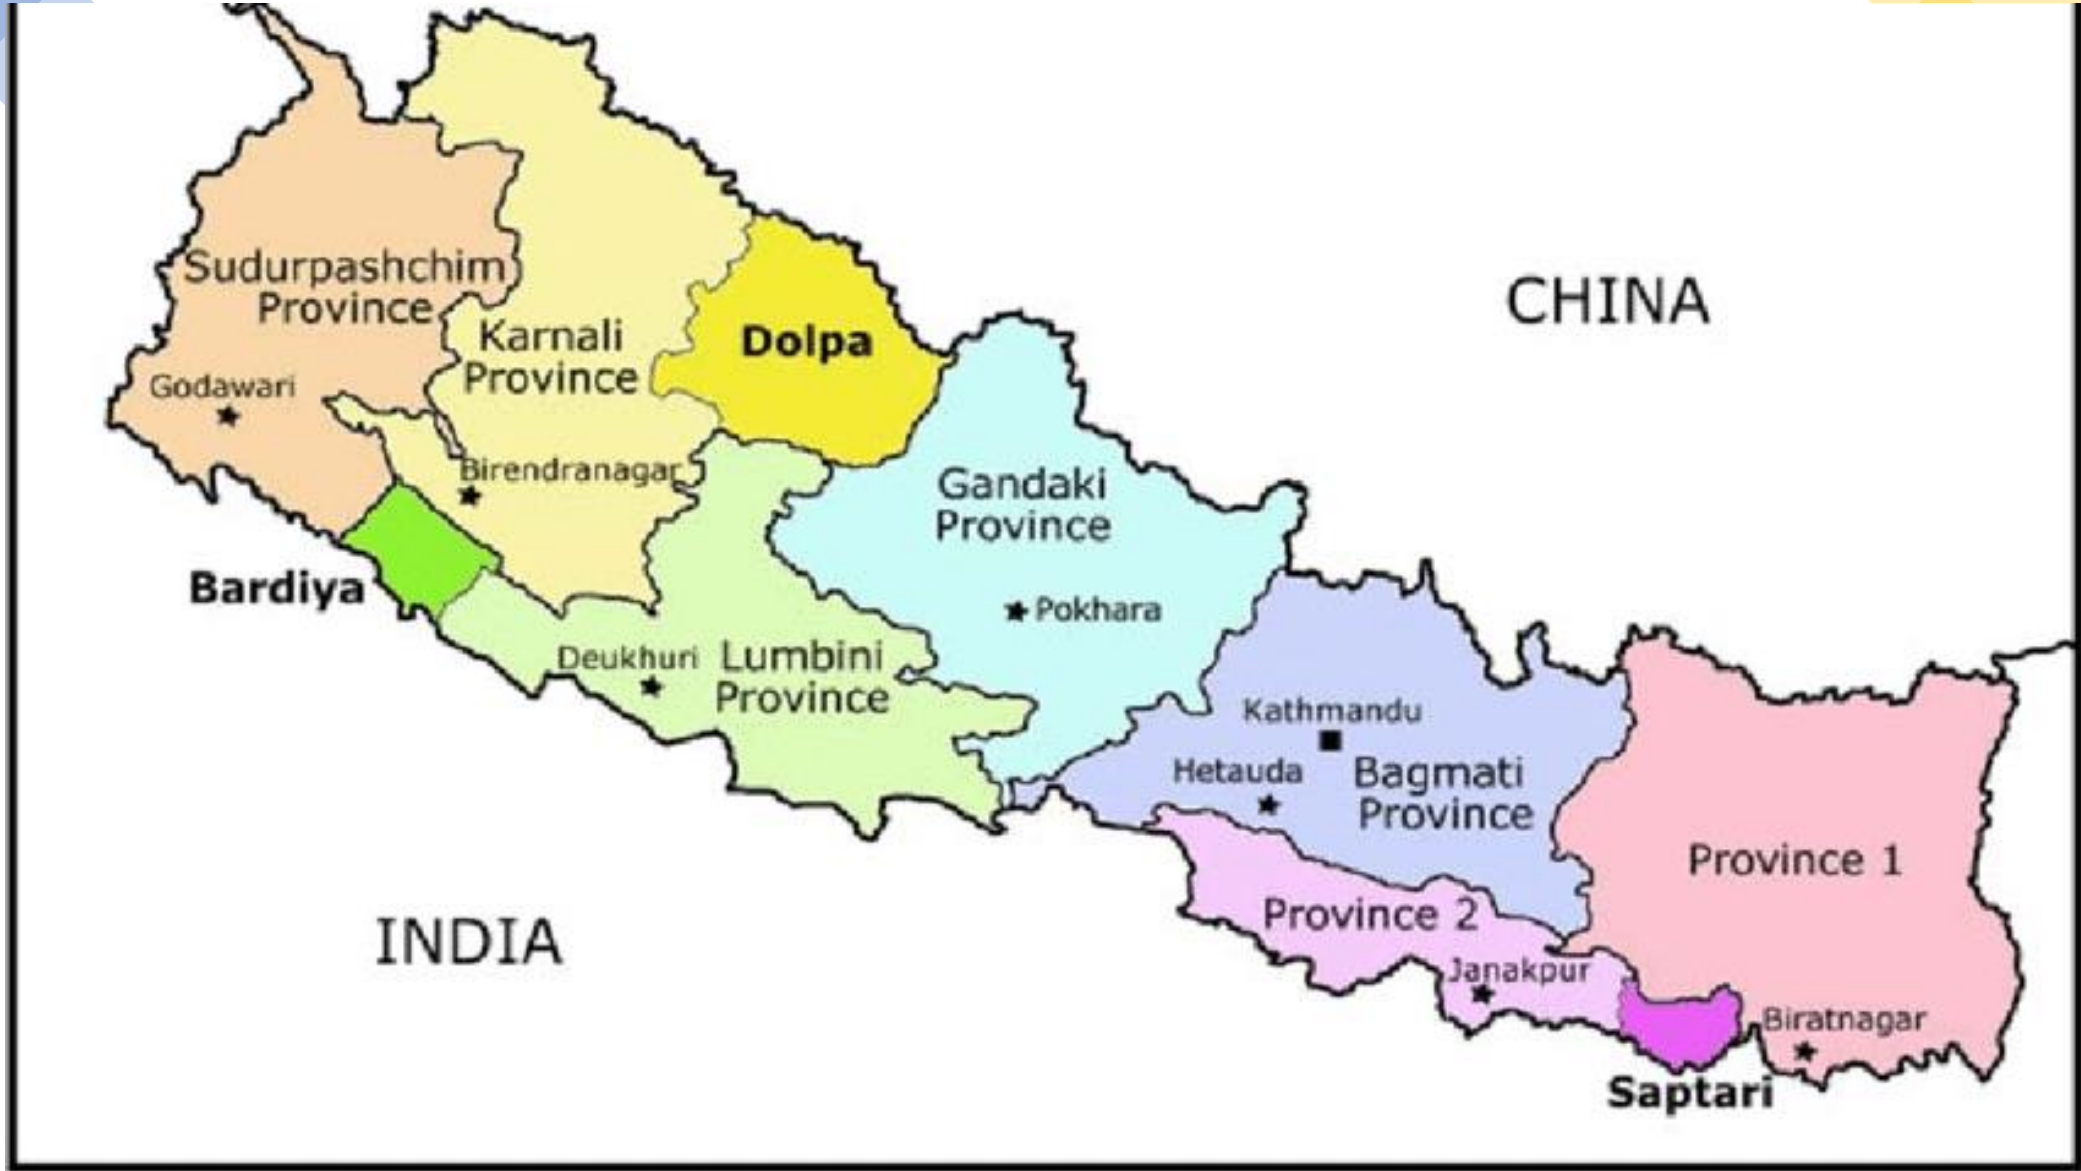 CHINA
Sudurpashchim
Province
Karnali
Province
Dolpa
Godawari
Birendranagar
Gandaki
Province
Bardiya
Pokhara
Deukhuri
Lumbini
Province
Kathmandu
Hetauda
Bagmati
Province
Province 1
Province 2
INDIA
Janakpur
Biratnagar
Saptari